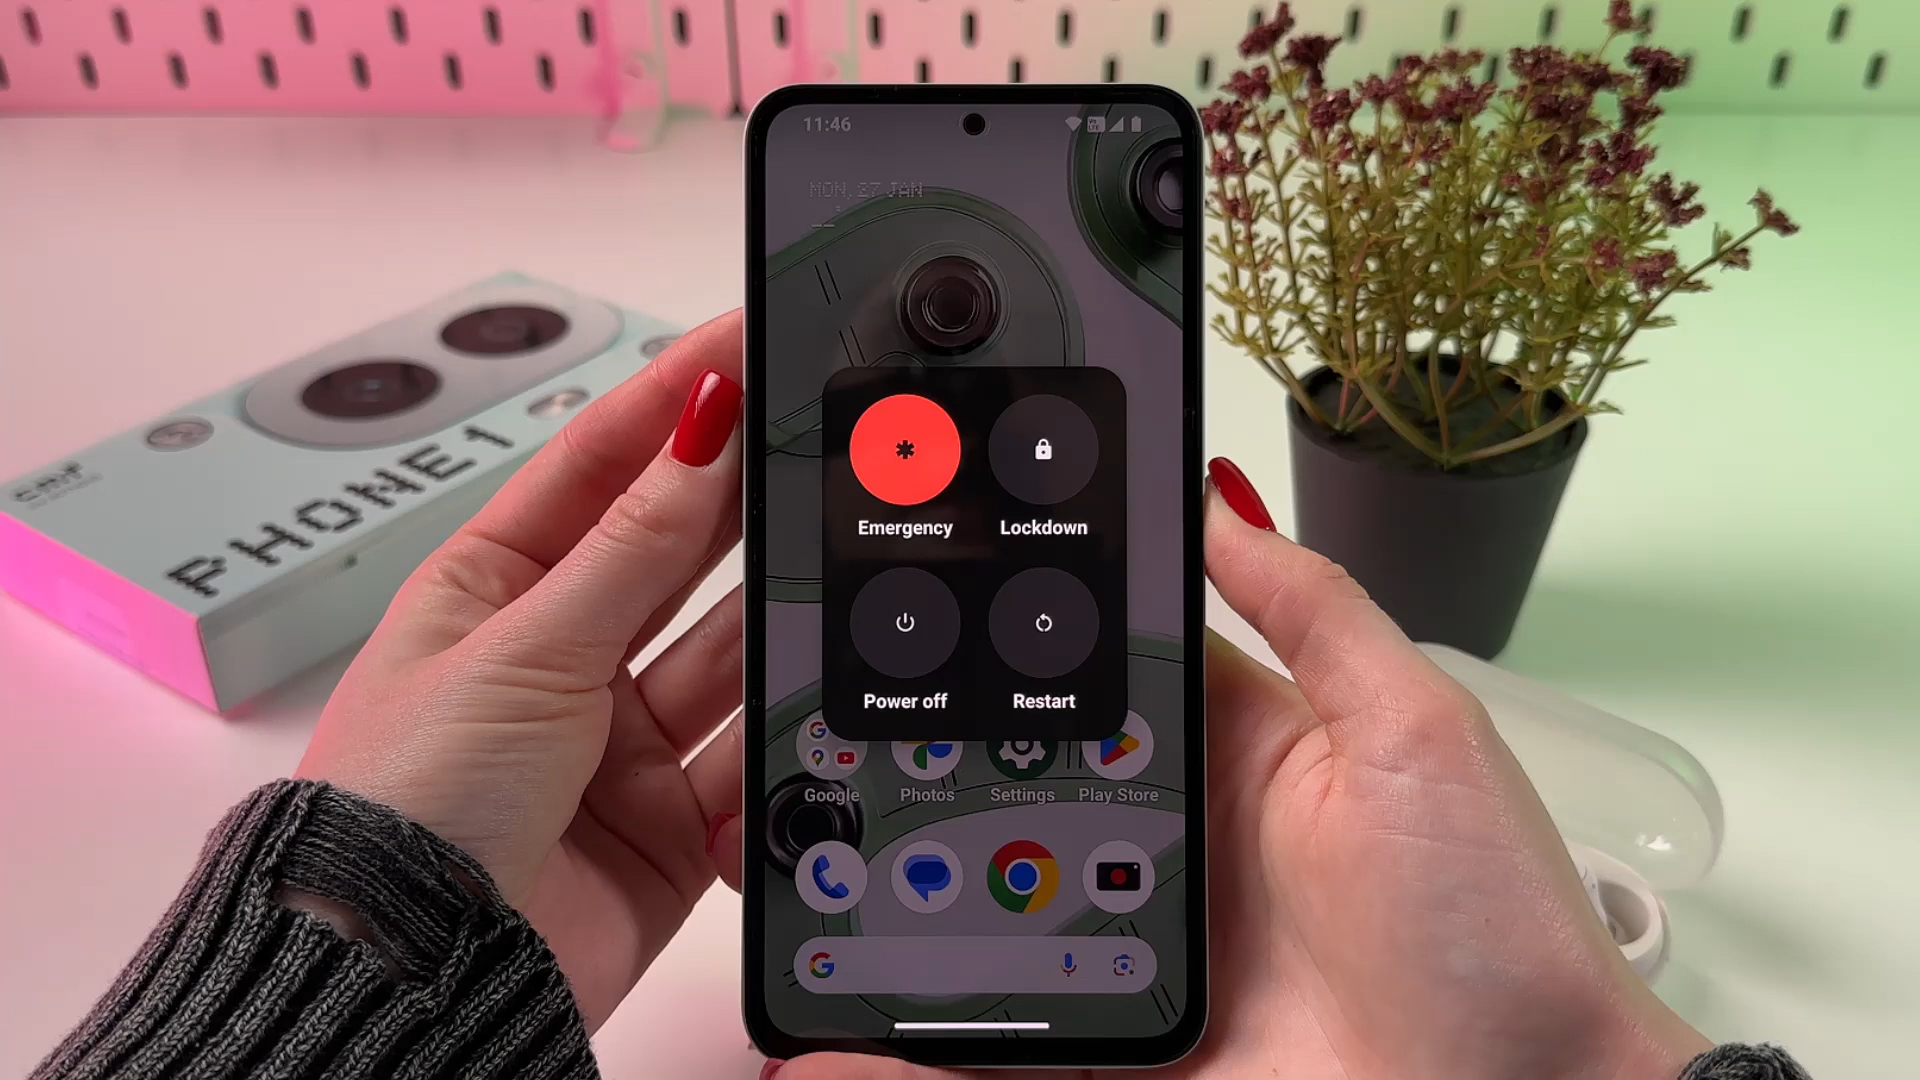 11:46
MON, 27 JAN
Emergency
Lockdown
Power off
Restart
Google
Photos
Settings
Play Store
PHONE 1